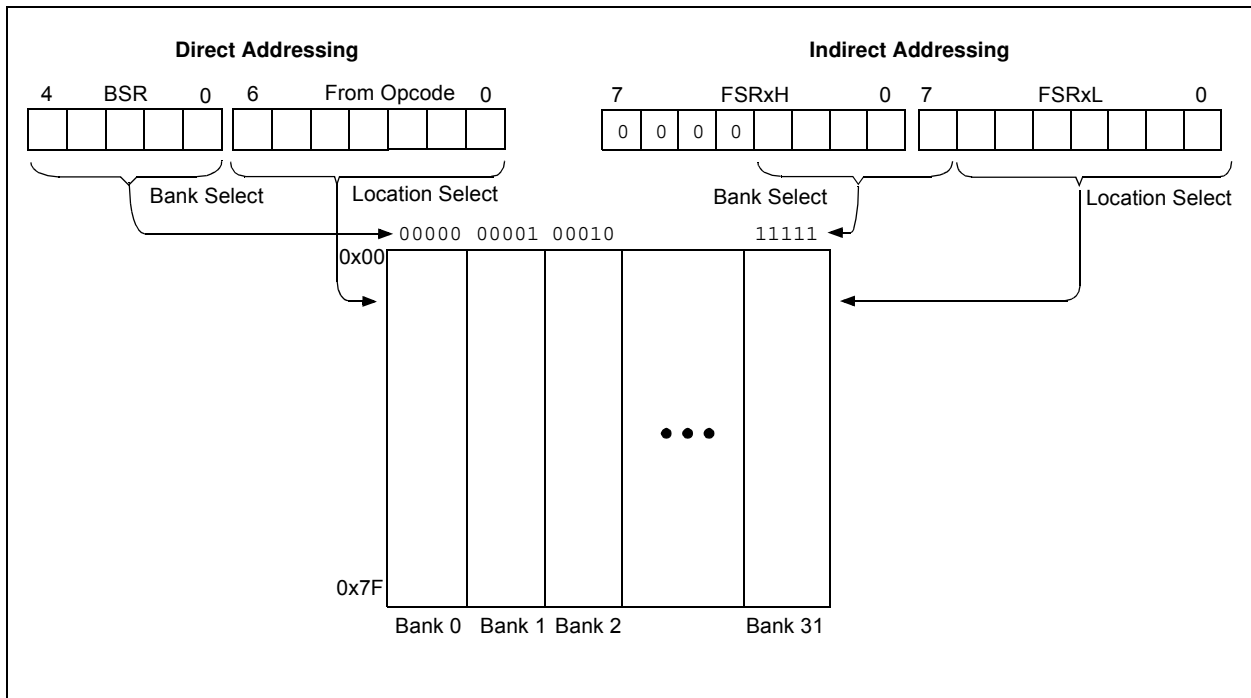 Direct Addressing
Indirect Addressing
4 BSR 0 6 From Opcode 0
7 FSRxH 0 7 FSRxL 0
0 0 0 0
Bank Select Location Select
Bank Select Location Select
00000 00001 00010 11111
0x00
0x7F
Bank 0 Bank 1 Bank 2 Bank 31